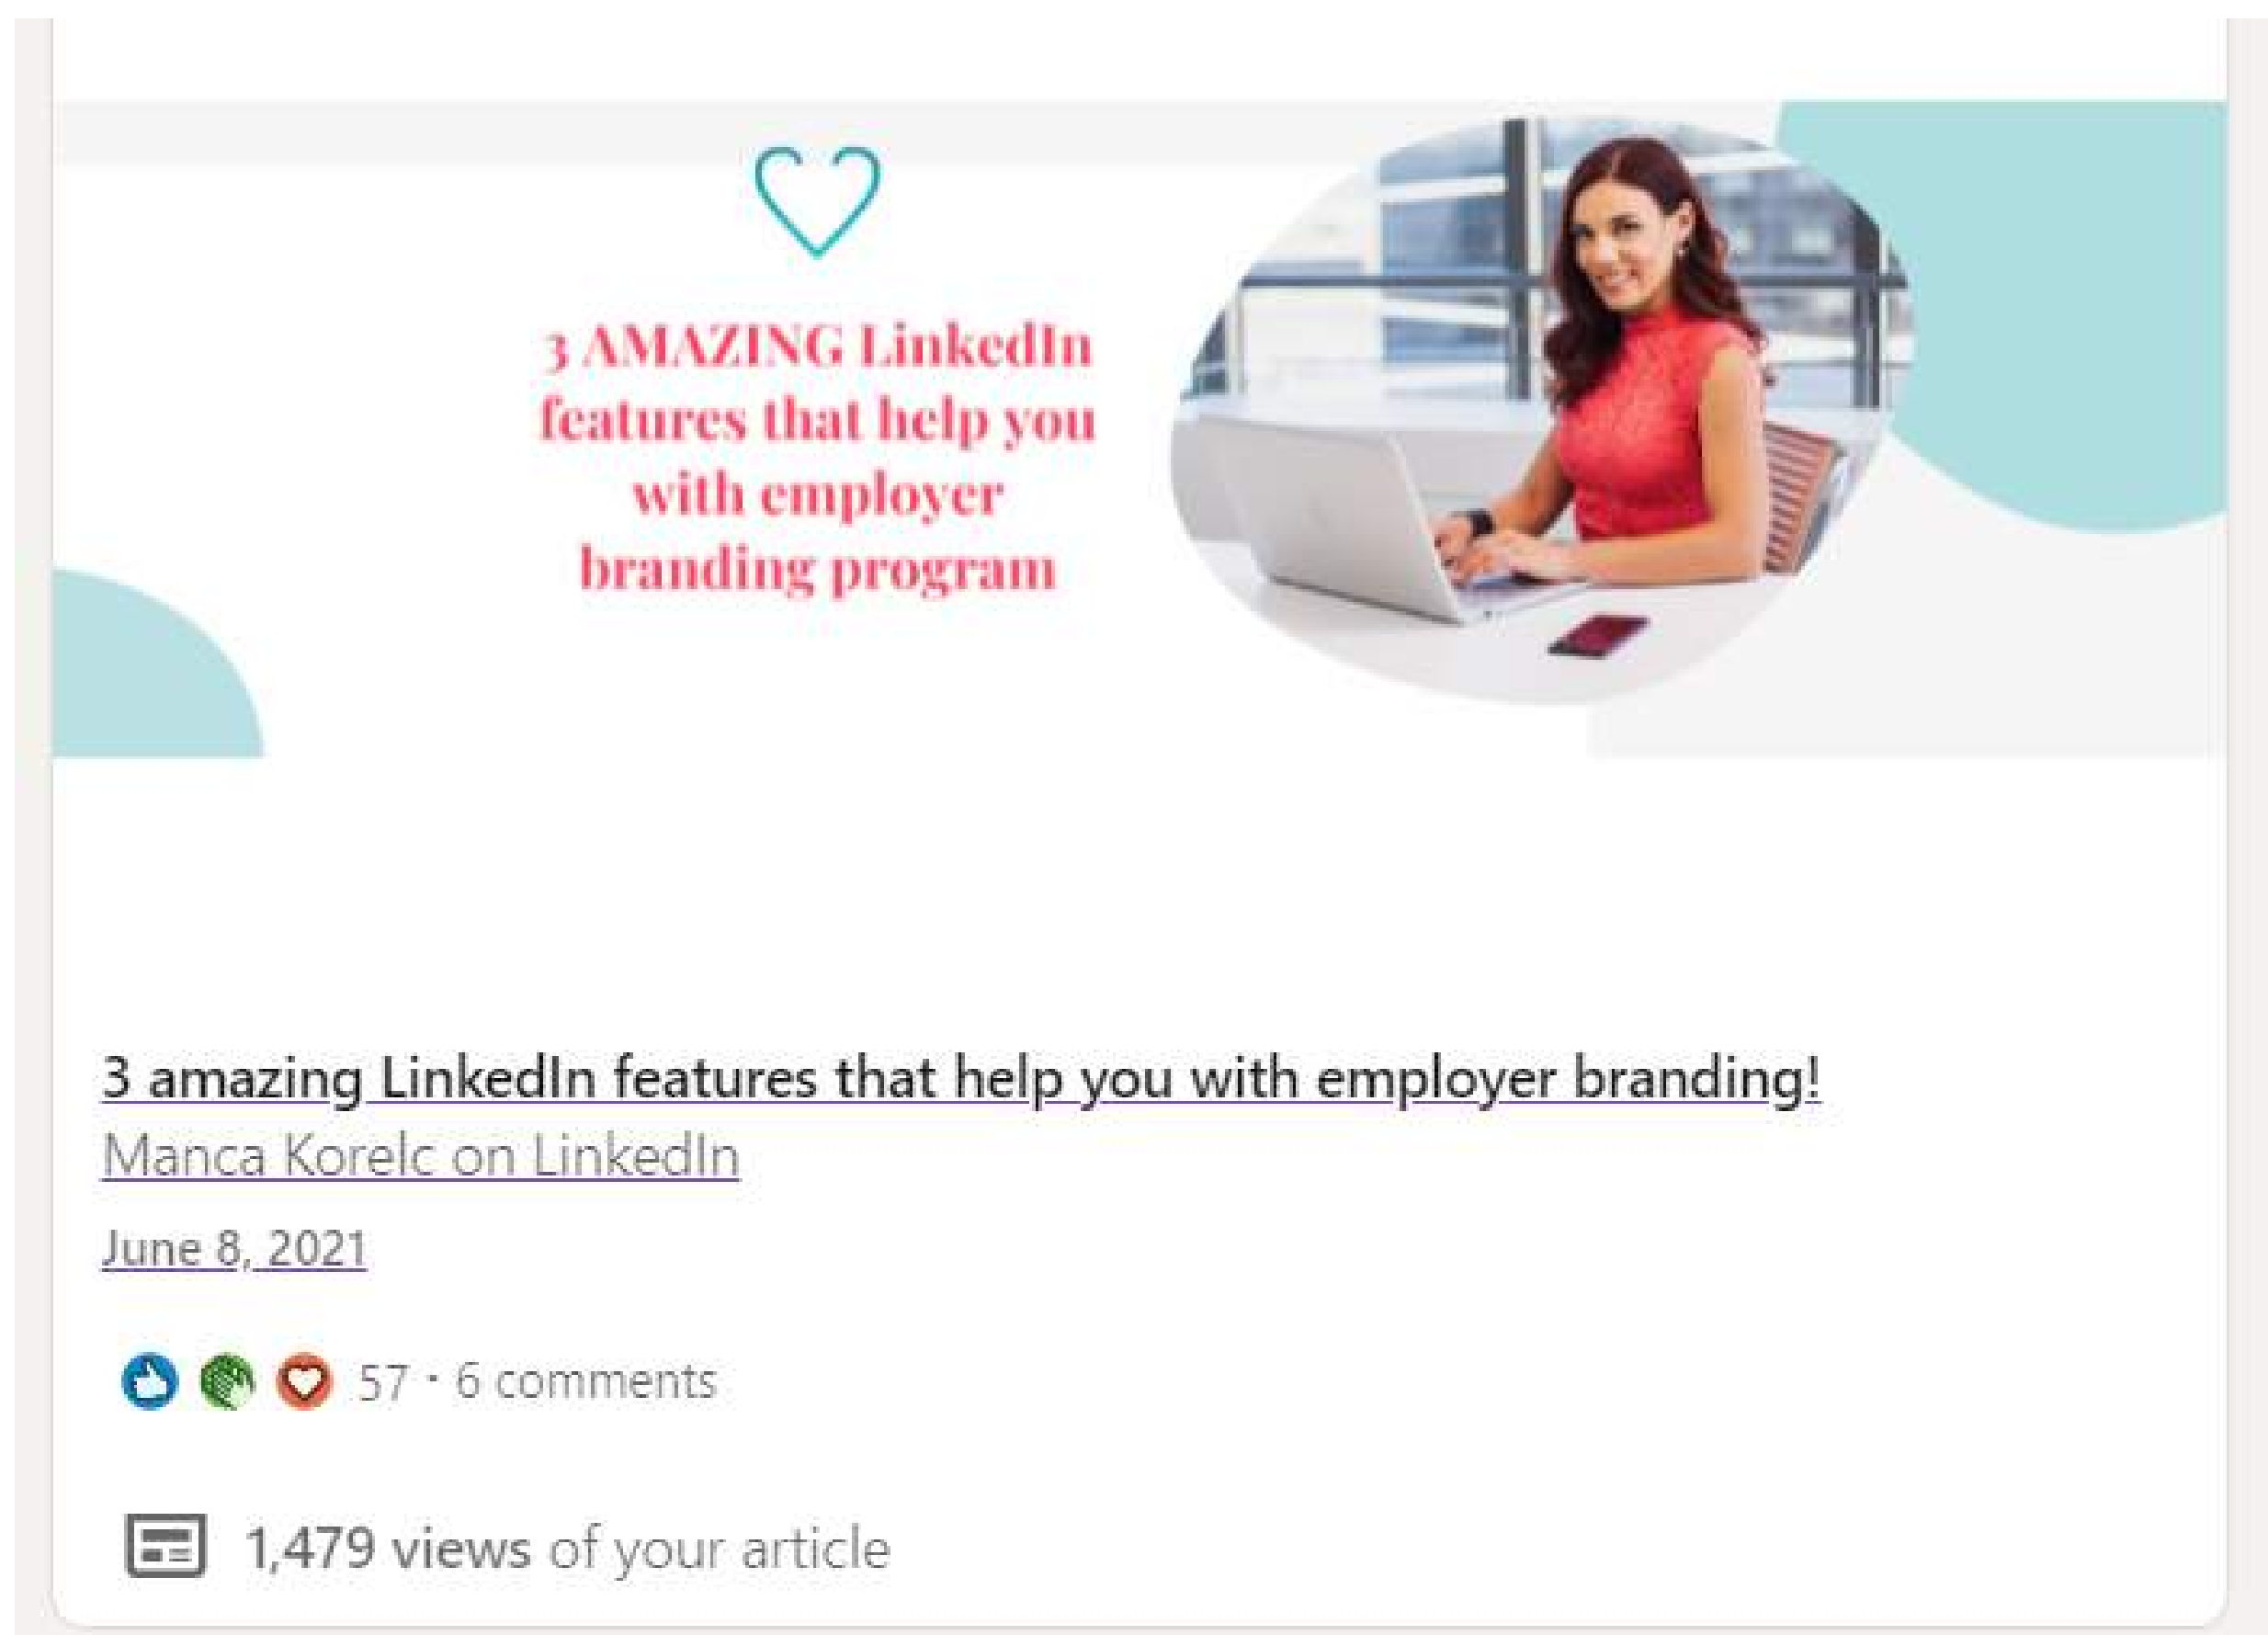 3 AMAZING LinkedIn
features that help you
with employer
branding program
3 amazing LinkedIn features that help you with employer branding!
Manca Korelc on LinkedIn
June 8, 2021
57 · 6 comments
1,479 views of your article